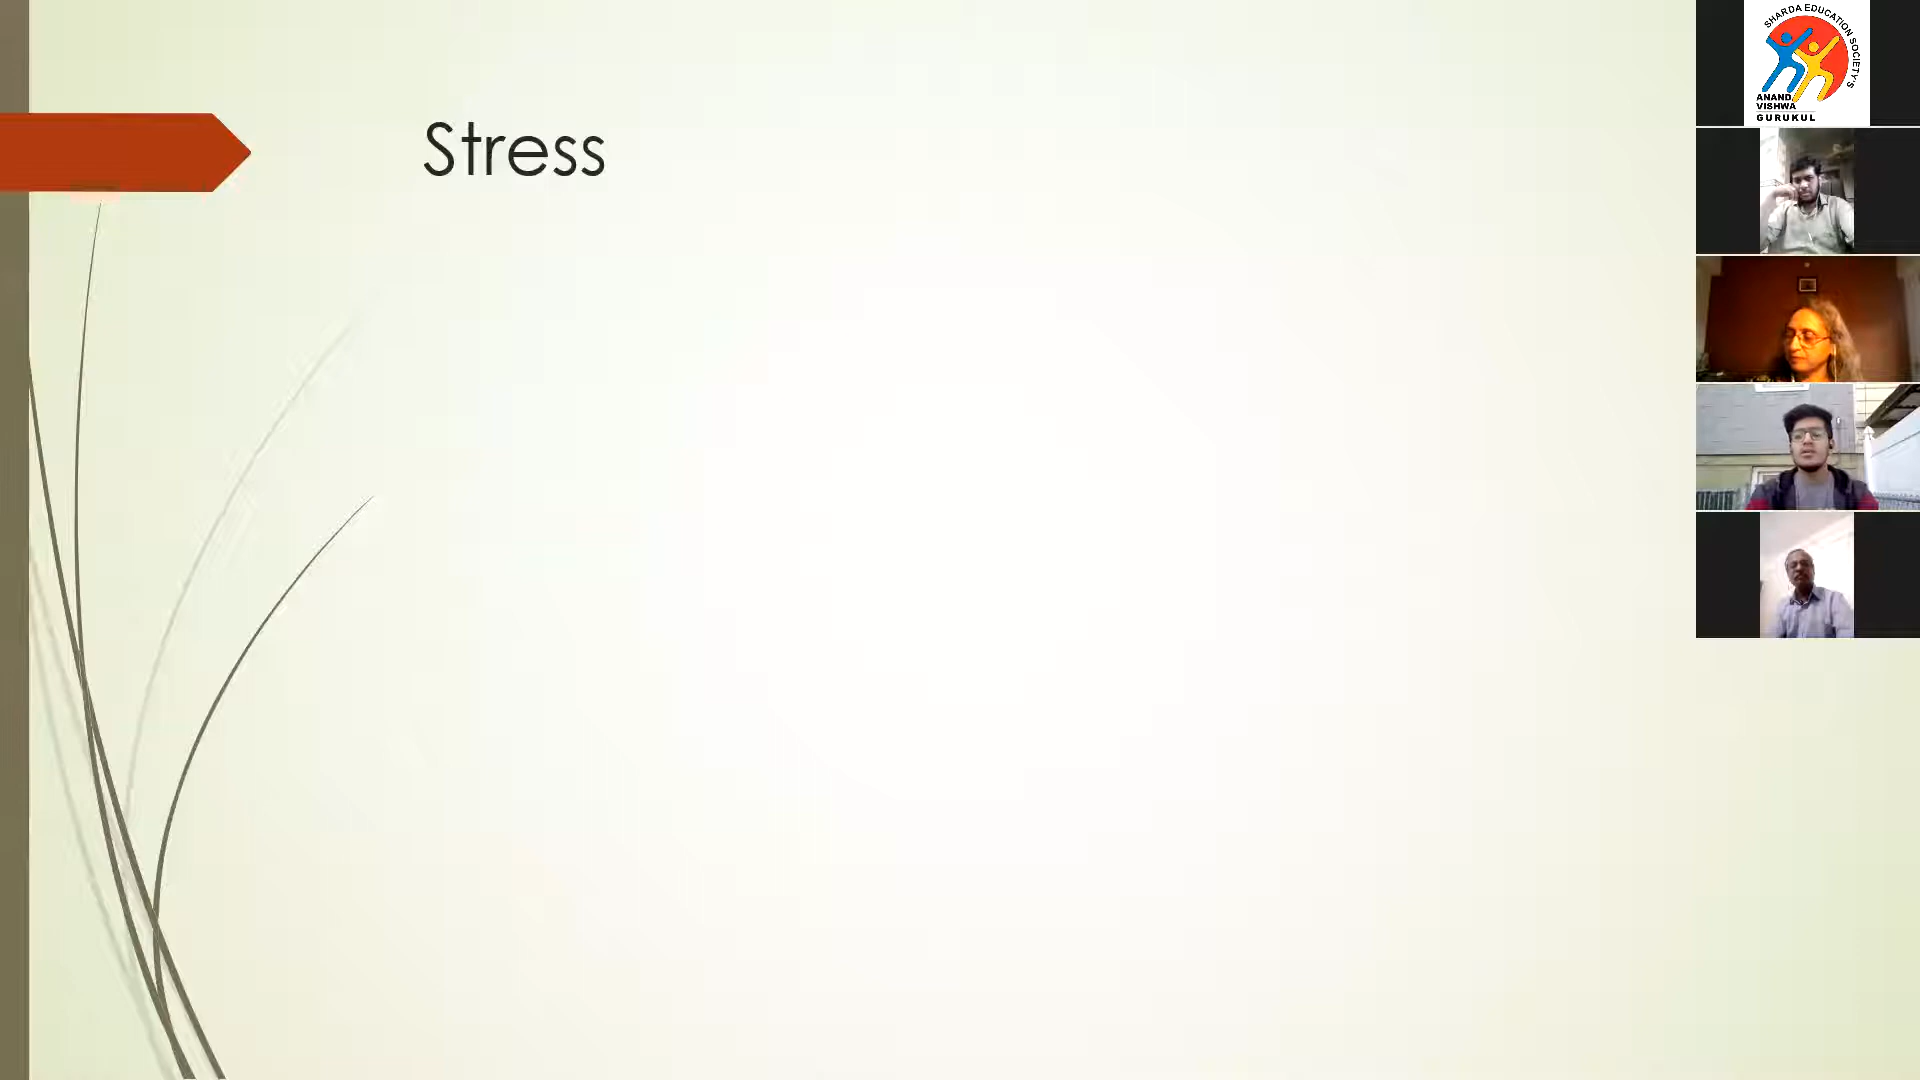 Stress
SHARDA EDUCATION SOCIETY'S
ANAND
VISHWA
GURUKUL